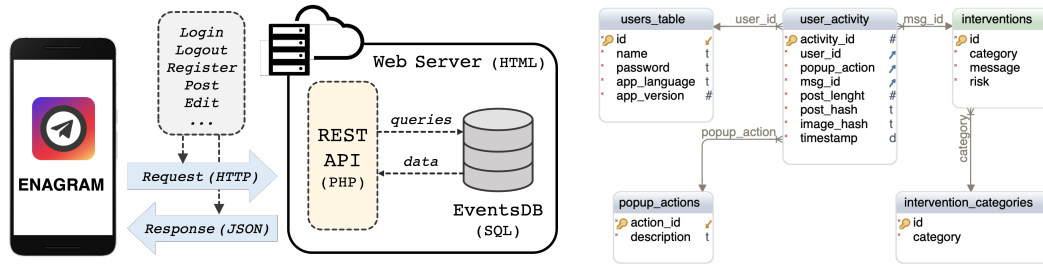 Login
Logout
Register
Post
Edit
...
ENAGRAM
Request (HTTP)
Response (JSON)
Web Server (HTML)
REST
API
(PHP)
queries
data
EventsDB
(SQL)
users_table
id
name t
password t
app_language t
app_version #
user_id
user_activity
activity_id #
user_id
popup_action
msg_id
post_lenght #
post_hash t
image_hash t
timestamp d
msg_id
interventions
id
category
message
risk
popup_action
category
popup_actions
action_id
description t
intervention_categories
id
category